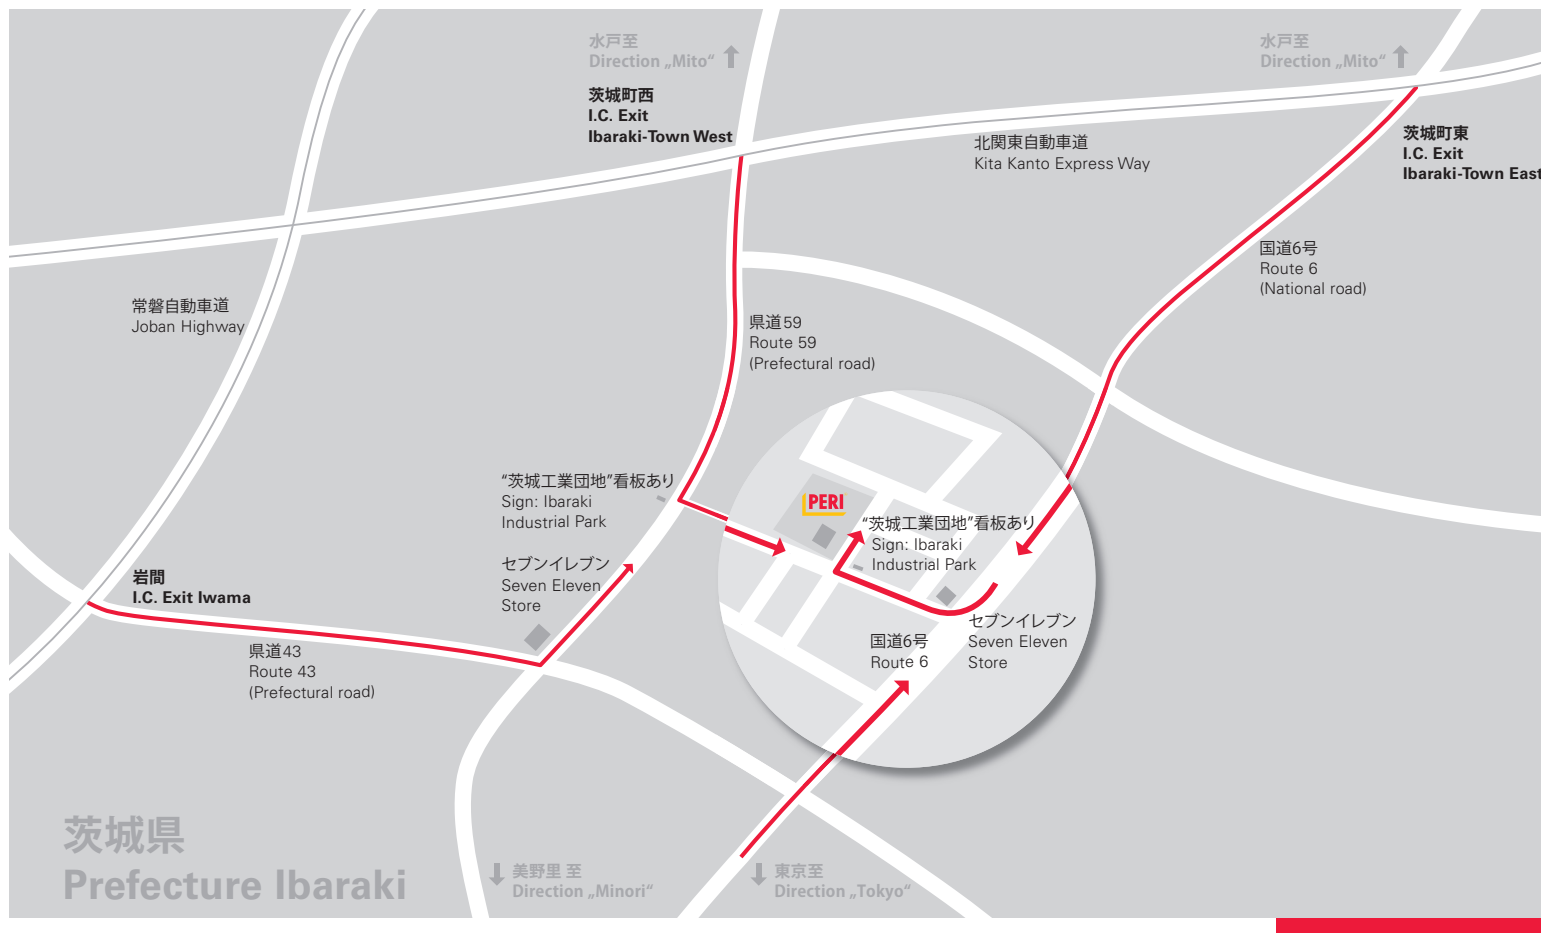 水戸至
Direction „Mito“
水戸至
Direction „Mito“
茨城町西
I.C. Exit
Ibaraki-Town West
北関東自動車道
Kita Kanto Express Way
茨城町東
I.C. Exit
Ibaraki-Town East
国道6号
Route 6
(National road)
常磐自動車道
Joban Highway
県道59
Route 59
(Prefectural road)
“茨城工業団地”看板あり
Sign: Ibaraki
Industrial Park
PERI
“茨城工業団地”看板あり
Sign: Ibaraki
Industrial Park
セブンイレブン
Seven Eleven
Store
岩間
I.C. Exit Iwama
セブンイレブン
Seven Eleven
Store
国道6号
Route 6
県道43
Route 43
(Prefectural road)
茨城県
Prefecture Ibaraki
美野里 至
Direction „Minori“
東京至
Direction „Tokyo“